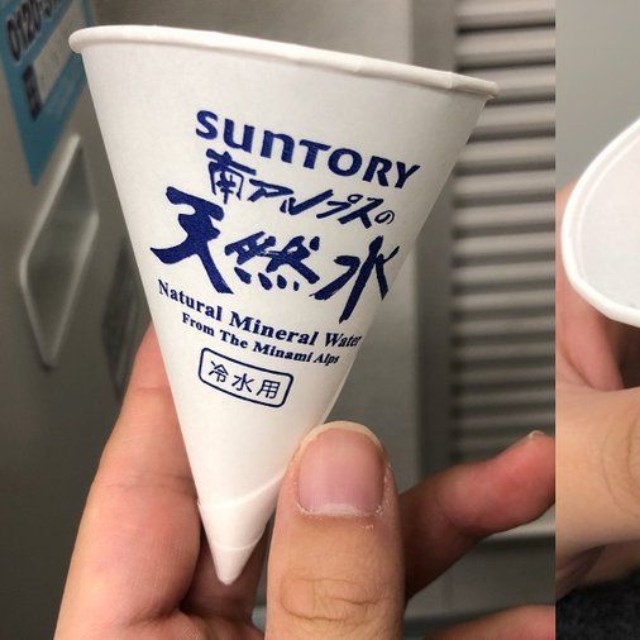 0120-
SUNTORY
南アルプスの
天然水
Natural Mineral Water
From The Minami Alps
冷水用